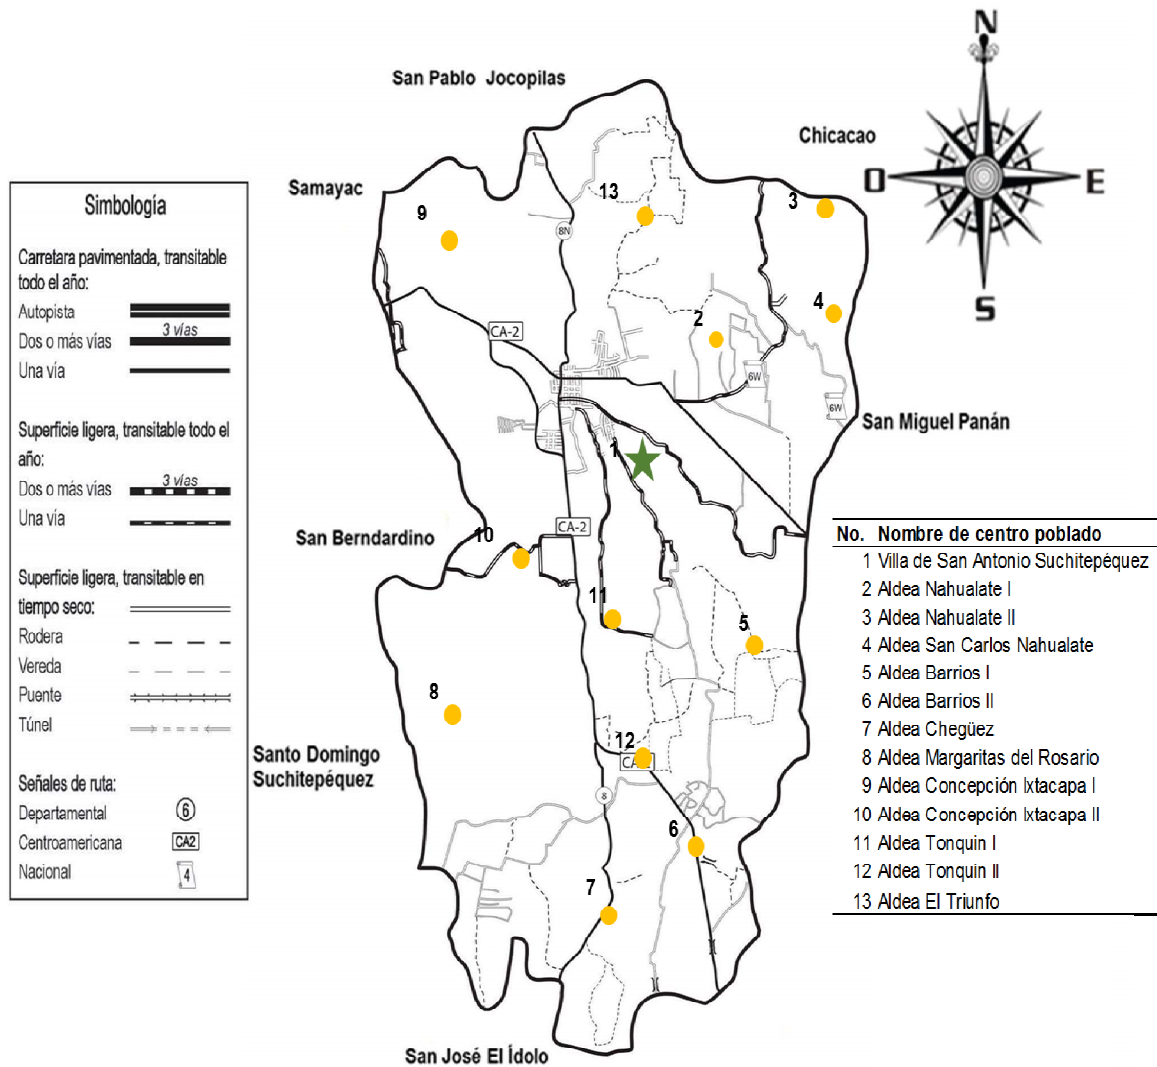 N
San Pablo Jocopilas
Chicacao
O
E
S
Samayac
13
3
9
8N
4
2
CA-2
6W
6W
San Miguel Panán
1
CA-2
San Berndardino
10
11
5
8
12
Santo Domingo
Suchitepéquez
8
6
7
San José El Ídolo
Simbología
Carretara pavimentada, transitable
todo el año:
Autopista
3 vías
Dos o más vías
Una vía
Superficie ligera, transitable todo el
año:
3 vías
Dos o más vías
Una vía
Superficie ligera, transitable en
tiempo seco:
Rodera
Vereda
Puente
Túnel
Señales de ruta:
Departamental 6
Centroamericana CA2
Nacional 4
No. Nombre de centro poblado
1 Villa de San Antonio Suchitepéquez
2 Aldea Nahualate I
3 Aldea Nahualate II
4 Aldea San Carlos Nahualate
5 Aldea Barrios I
6 Aldea Barrios II
7 Aldea Chegüez
8 Aldea Margaritas del Rosario
9 Aldea Concepción Ixtacapa I
10 Aldea Concepción Ixtacapa II
11 Aldea Tonquin I
12 Aldea Tonquin II
13 Aldea El Triunfo